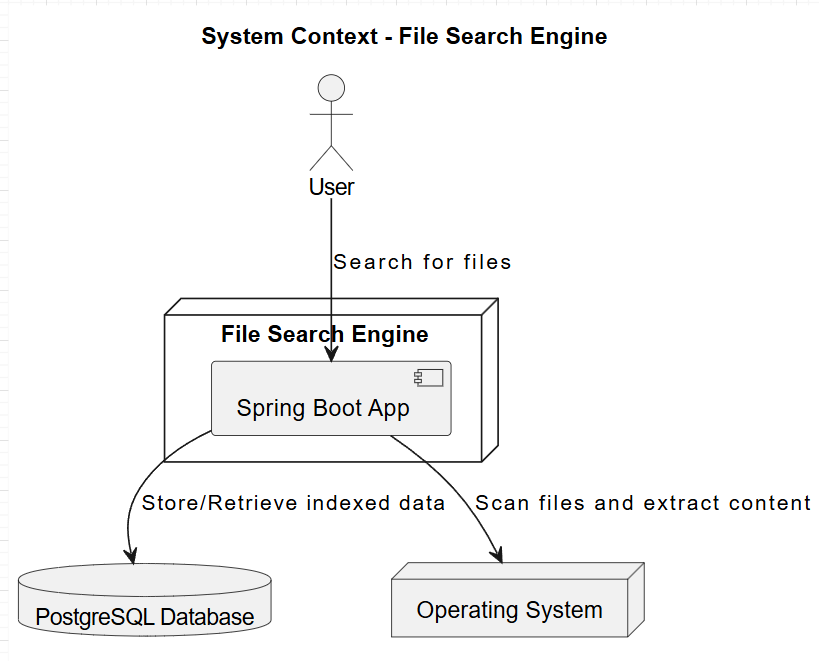 System Context - File Search Engine
User
Search for files
File Search Engine
Spring Boot App
Store/Retrieve indexed data
Scan files and extract content
PostgreSQL Database
Operating System